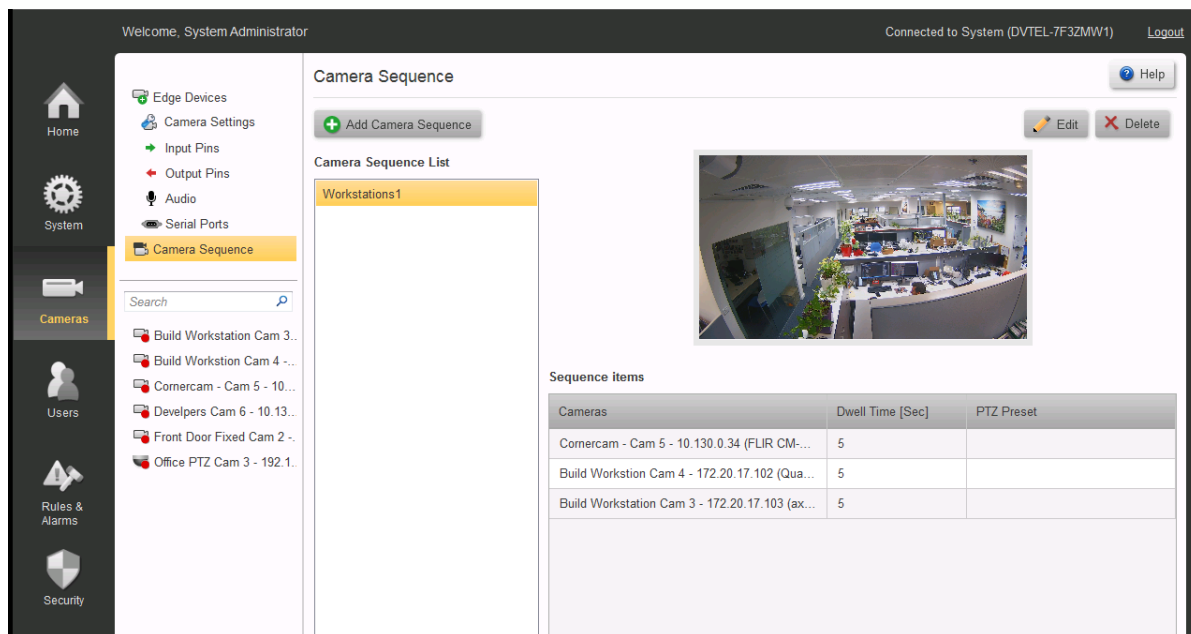 Welcome, System Administrator
Connected to System (DVTEL-7F3ZMW1)
Logout
Home
System
Cameras
Users
Rules &
Alarms
Security
Edge Devices
Camera Settings
Input Pins
Output Pins
Audio
Serial Ports
Camera Sequence
Search
Build Workstation Cam 3..
Build Workstion Cam 4 -...
Cornercam - Cam 5 - 10...
Develpers Cam 6 - 10.13...
Front Door Fixed Cam 2 -.
Office PTZ Cam 3 - 192.1..
Camera Sequence
Help
Add Camera Sequence
Edit
Delete
Camera Sequence List
Workstations1
Sequence items
Cameras Dwell Time [Sec] PTZ Preset
Cornercam - Cam 5 - 10.130.0.34 (FLIR CM-... 5
Build Workstion Cam 4 - 172.20.17.102 (Qua... 5
Build Workstation Cam 3 - 172.20.17.103 (ax... 5